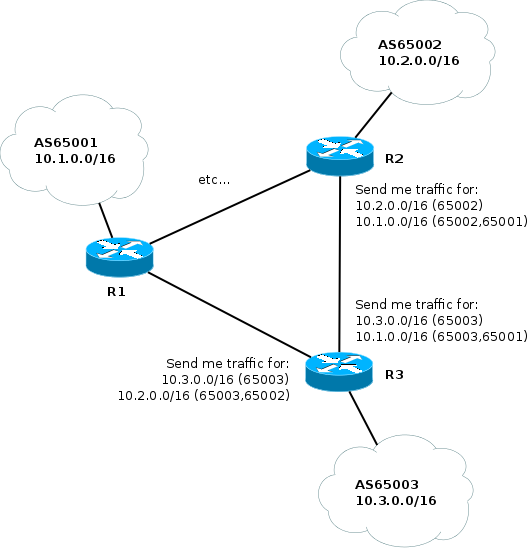 AS65002
10.2.0.0/16
AS65001
10.1.0.0/16
R2
etc...
Send me traffic for:
10.2.0.0/16 (65002)
10.1.0.0/16 (65002,65001)
R1
Send me traffic for:
10.3.0.0/16 (65003)
10.1.0.0/16 (65003,65001)
Send me traffic for:
10.3.0.0/16 (65003)
10.2.0.0/16 (65003,65002)
R3
AS65003
10.3.0.0/16